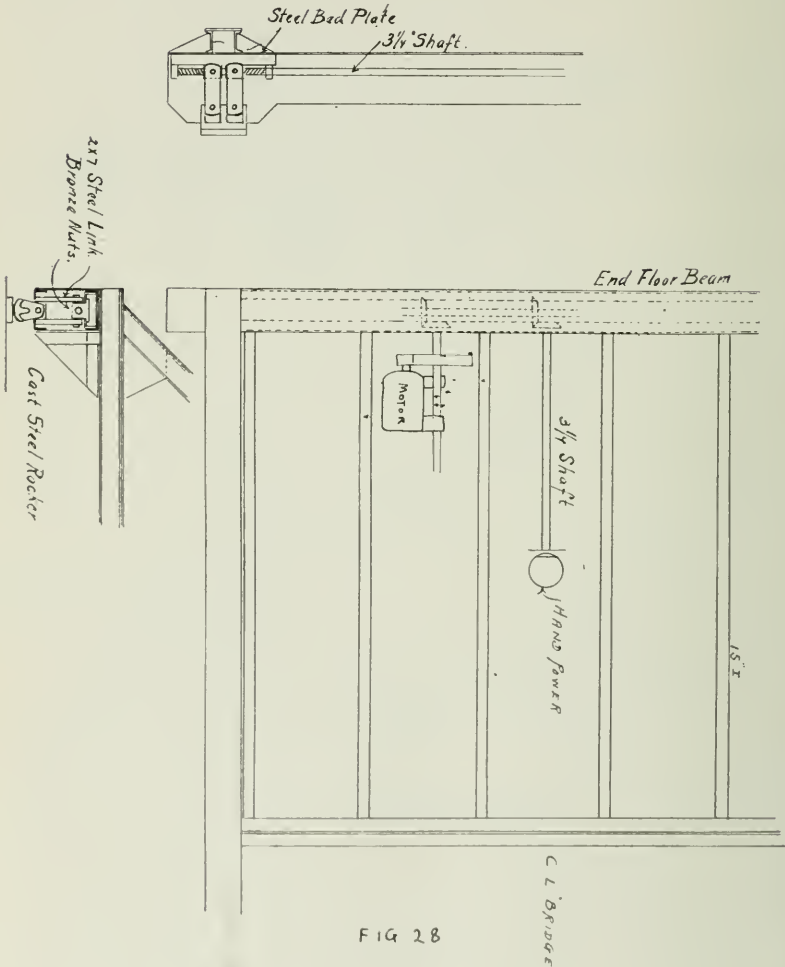 Steel Bed Plate
3¼" Shaft.
2x7 Steel Link.
Bronze Nuts.
Cast Steel Rocker
End Floor Beam
MOTOR
3¼ Shaft
HAND POWER
15" I
C L BRIDGE
FIG 28